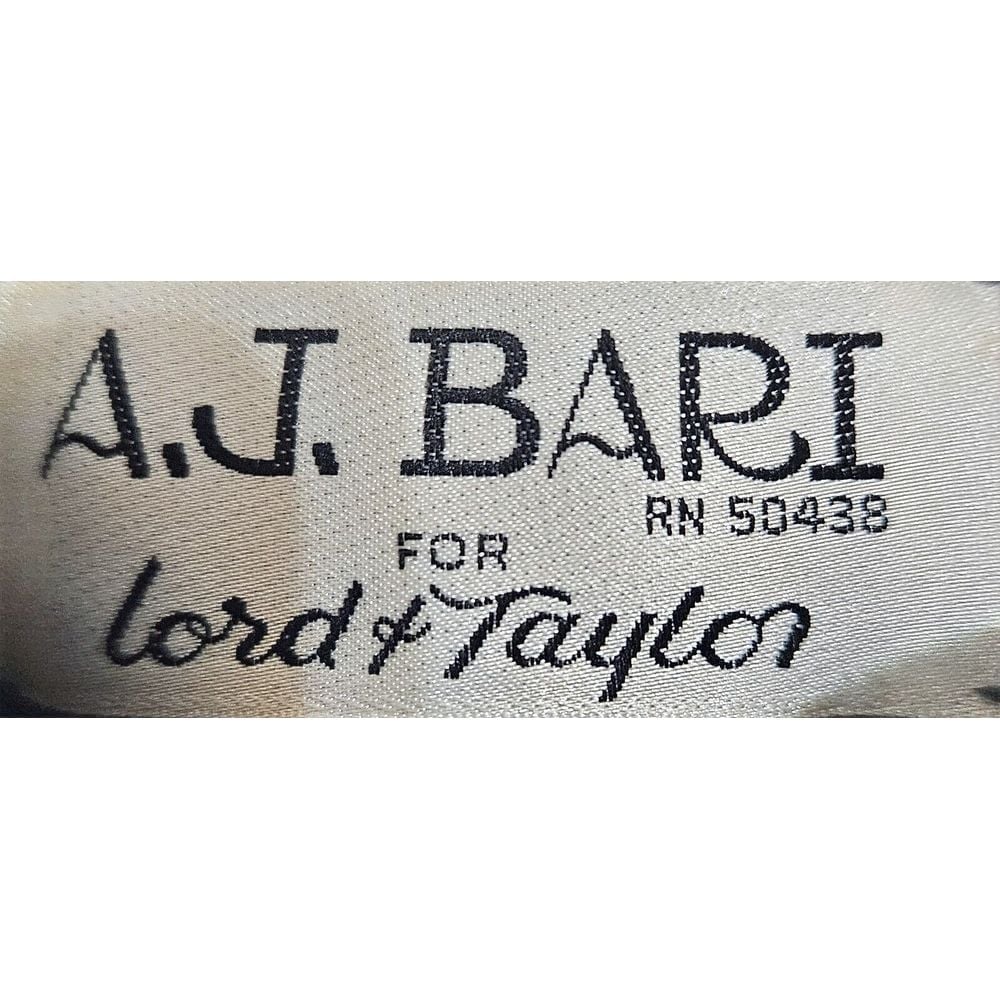 A.J. BARI
RN 50438
FOR
Lord & Taylor